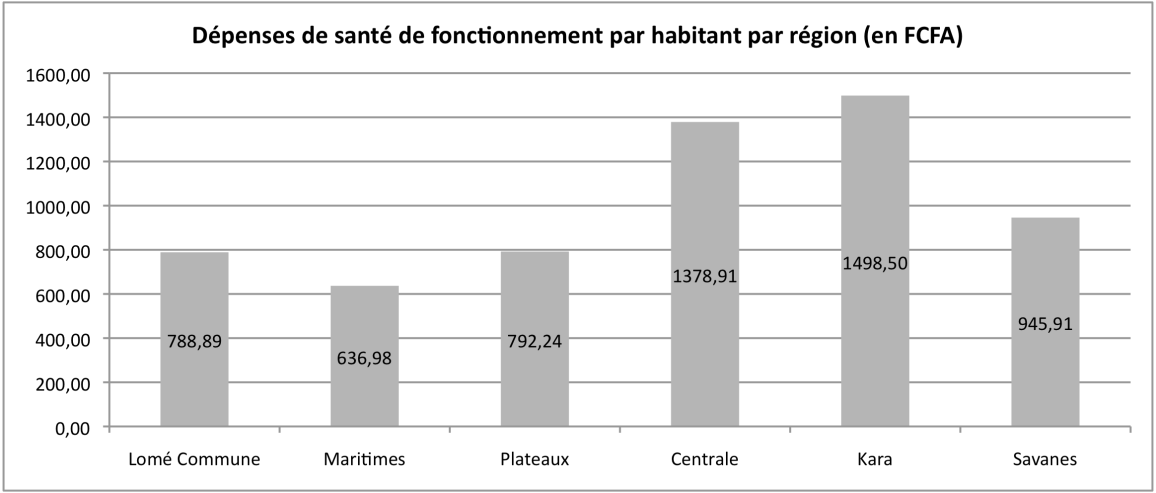 Dépenses de santé de fonctionnement par habitant par région (en FCFA)
1600,00
1400,00
1200,00
1000,00
800,00
600,00
400,00
200,00
0,00
788,89
636,98
792,24
1378,91
1498,50
945,91
Lomé Commune
Maritimes
Plateaux
Centrale
Kara
Savanes